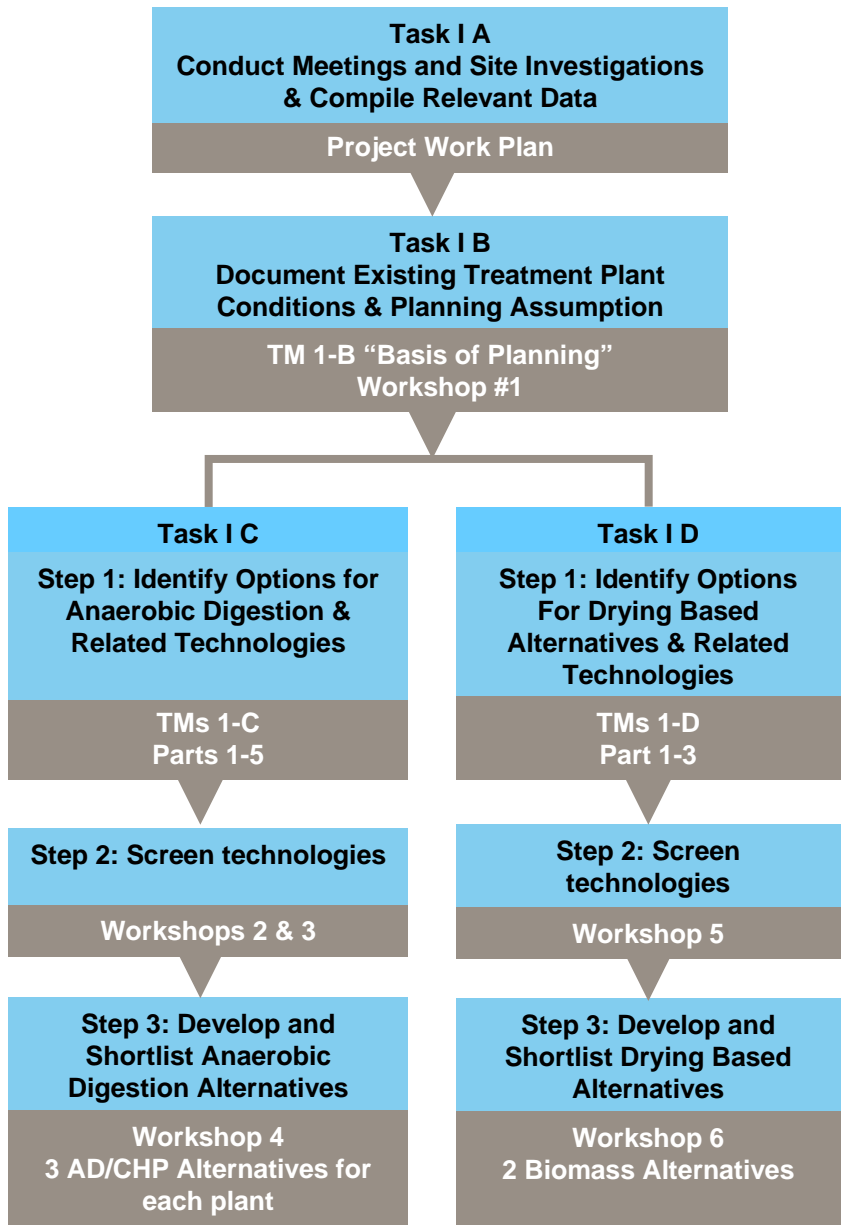 Task I A
Conduct Meetings and Site Investigations
& Compile Relevant Data
Project Work Plan
Task I B
Document Existing Treatment Plant
Conditions & Planning Assumption
TM 1-B “Basis of Planning”
Workshop #1
Task I C
Step 1: Identify Options for
Anaerobic Digestion &
Related Technologies
TMs 1-C
Parts 1-5
Step 2: Screen technologies
Workshops 2 & 3
Step 3: Develop and
Shortlist Anaerobic
Digestion Alternatives
Workshop 4
3 AD/CHP Alternatives for
each plant
Task I D
Step 1: Identify Options
For Drying Based
Alternatives & Related
Technologies
TMs 1-D
Part 1-3
Step 2: Screen
technologies
Workshop 5
Step 3: Develop and
Shortlist Drying Based
Alternatives
Workshop 6
2 Biomass Alternatives